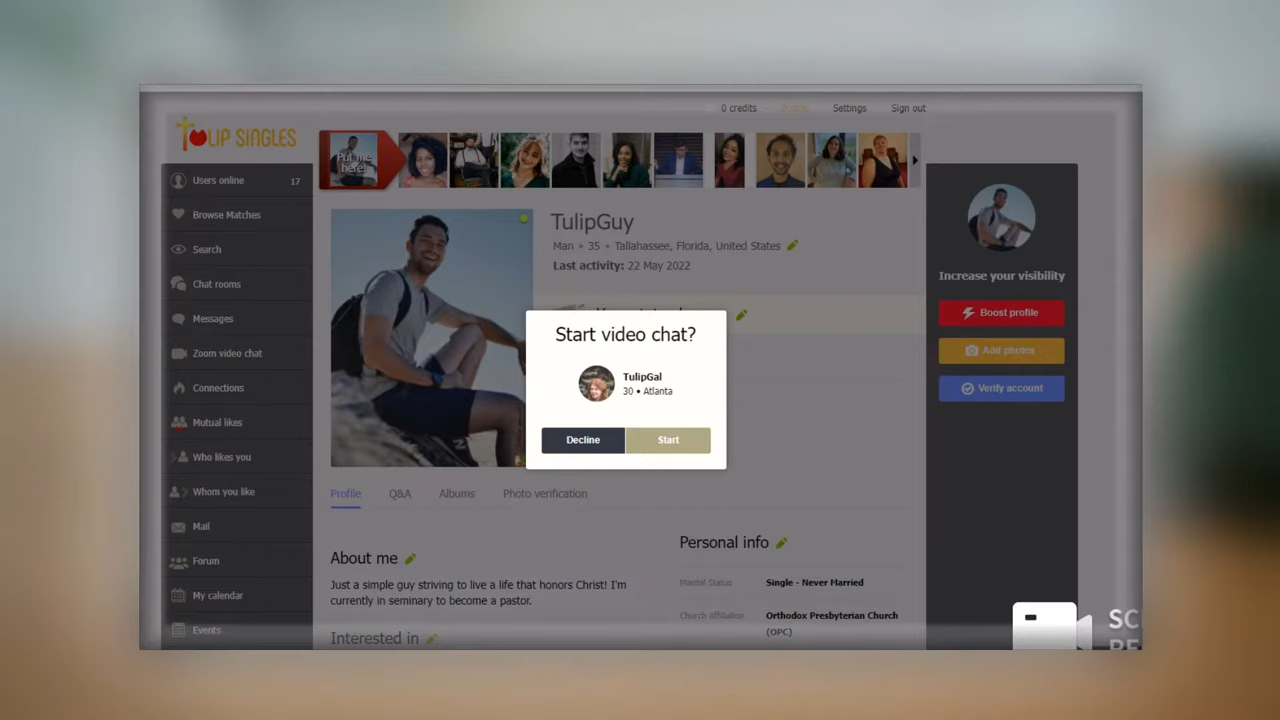 0 credits Profile Settings Sign out
TULIP SINGLES
Put me
here!
Users online 17
Browse Matches
Search
Chat rooms
Messages
Zoom video chat
Connections
Mutual likes
Who likes you
Whom you like
Mail
Forum
My calendar
Events
TulipGuy
Man • 35 • Tallahassee, Florida, United States
Last activity: 22 May 2022
Start video chat?
TulipGal
30 • Atlanta
Decline Start
Profile Q&A Albums Photo verification
About me
Just a simple guy striving to live a life that honors Christ! I'm
currently in seminary to become a pastor.
Interested in
Personal info
Marital Status Single - Never Married
Church Affiliation Orthodox Presbyterian Church
(OPC)
Increase your visibility
Boost profile
Add photos
Verify account